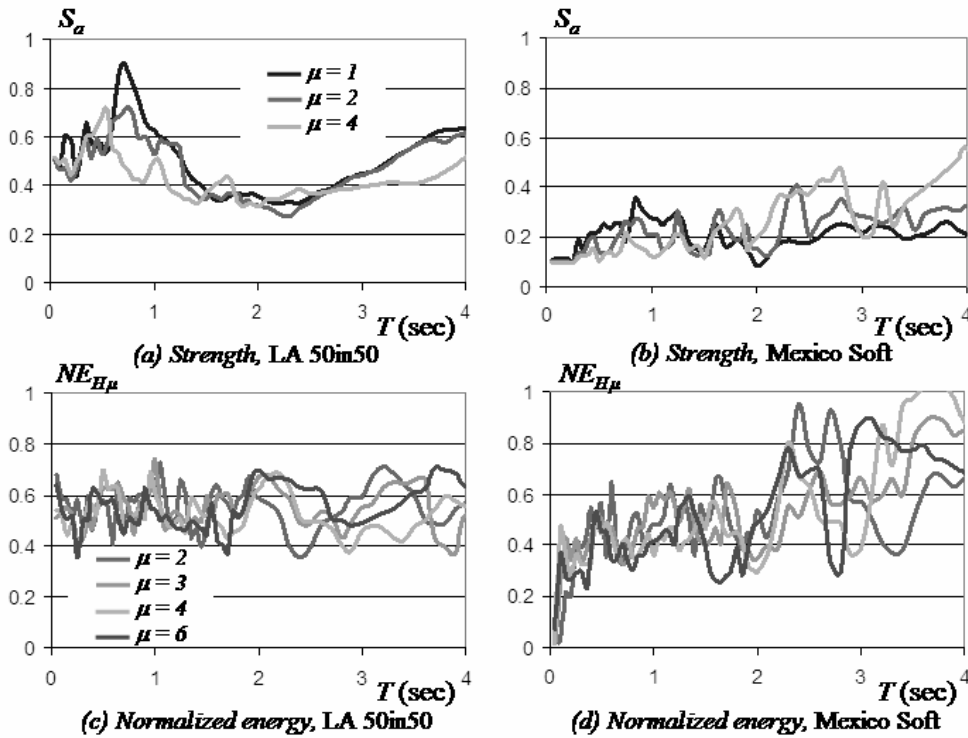 Sa
Sa
1
0.8
0.6
0.4
0.2
0
μ = 1
μ = 2
μ = 4
0 1 2 3 4
T (sec)
(a) Strength, LA 50in50
1
0.8
0.6
0.4
0.2
0
0 1 2 3 4
T (sec)
(b) Strength, Mexico Soft
NEHμ
1
0.8
0.6
0.4
0.2
0
μ = 2
μ = 3
μ = 4
μ = 6
0 1 2 3 4
T (sec)
(c) Normalized energy, LA 50in50
NEHμ
1
0.8
0.6
0.4
0.2
0
0 1 2 3 4
T (sec)
(d) Normalized energy, Mexico Soft